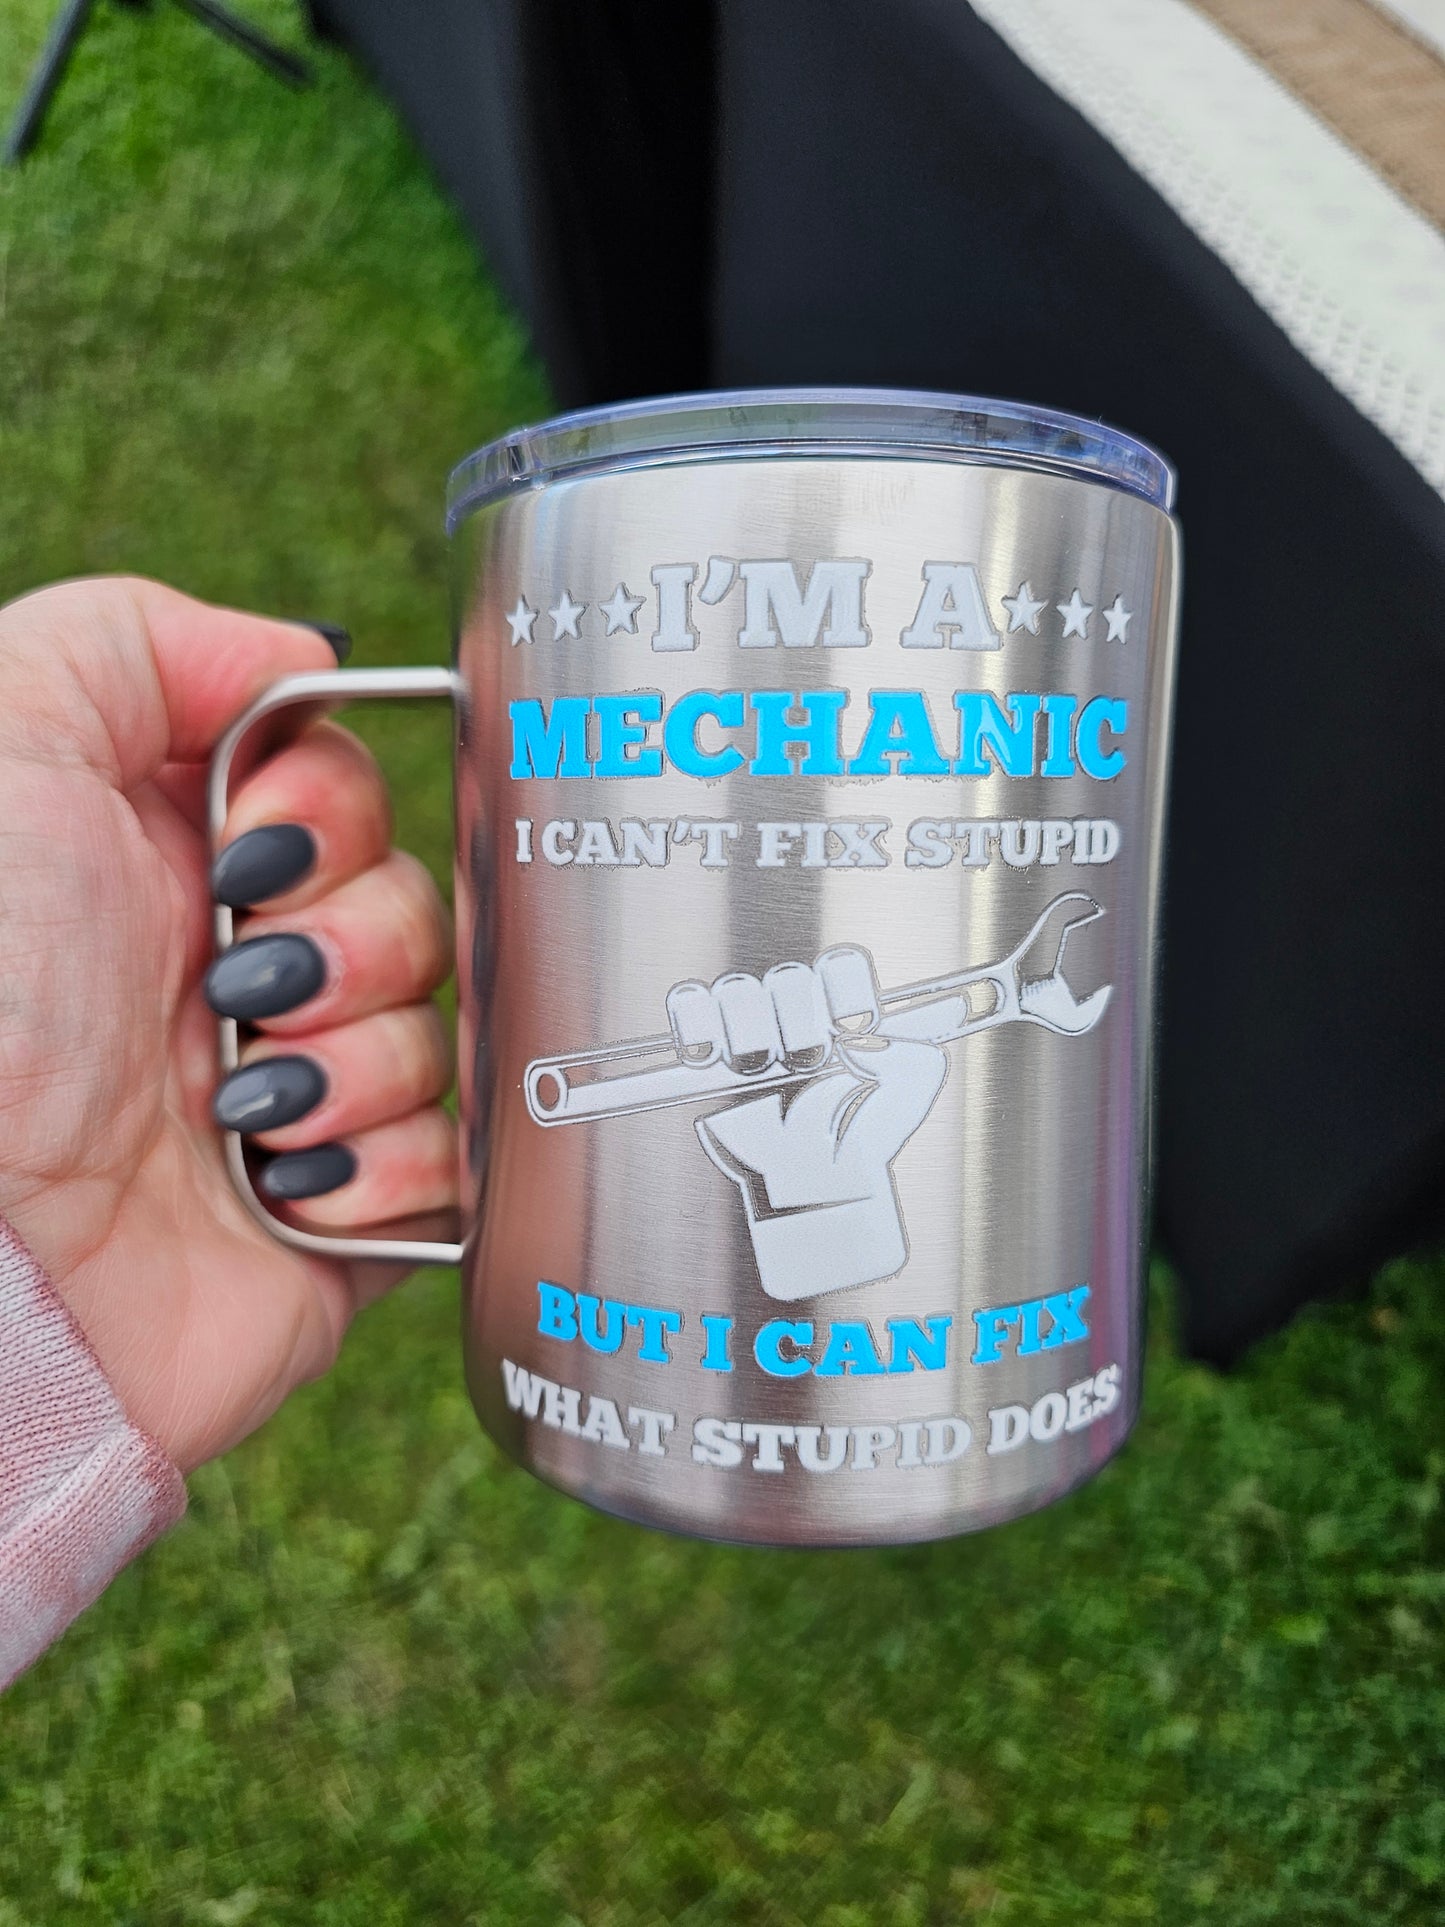 I'M A
MECHANIC
I CAN'T FIX STUPID
BUT I CAN FIX
WHAT STUPID DOES